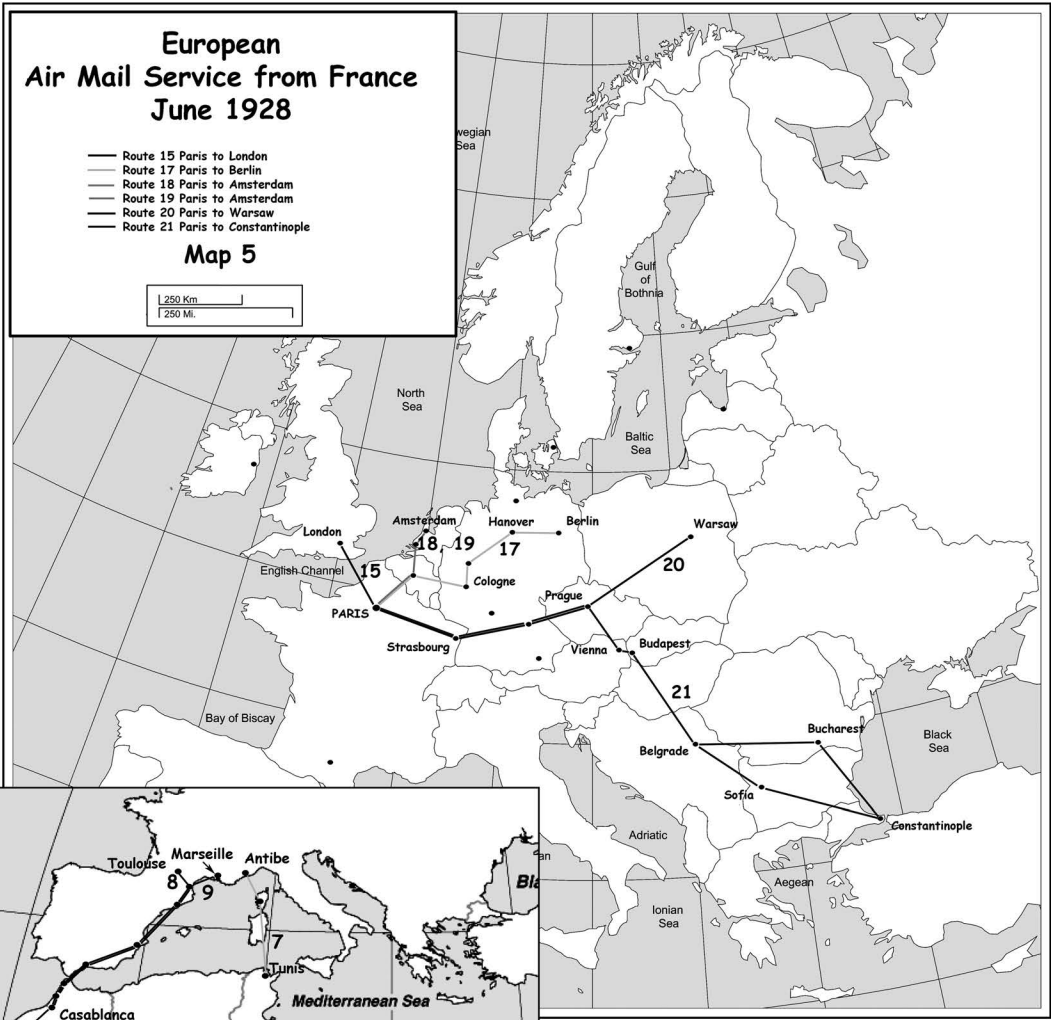 European
Air Mail Service from France
June 1928
Route 15 Paris to London
Route 17 Paris to Berlin
Route 18 Paris to Amsterdam
Route 19 Paris to Amsterdam
Route 20 Paris to Warsaw
Route 21 Paris to Constantinople
Map 5
250 Km
250 Mi.
wegian
Sea
Gulf
of
Bothnia
North
Sea
Baltic
Sea
Amsterdam
Hanover
Berlin
Warsaw
London
18, 19
17
English Channel
15
20
Cologne
Prague
PARIS
Strasbourg
Vienna
Budapest
21
Bay of Biscay
Bucharest
Black
Sea
Belgrade
Sofia
Constantinople
Adriatic
Aegean
Ionian
Sea
an
Toulouse
Marseille
Antibe
8
9
Bla
7
Tunis
Mediterranean Sea
Casablanca